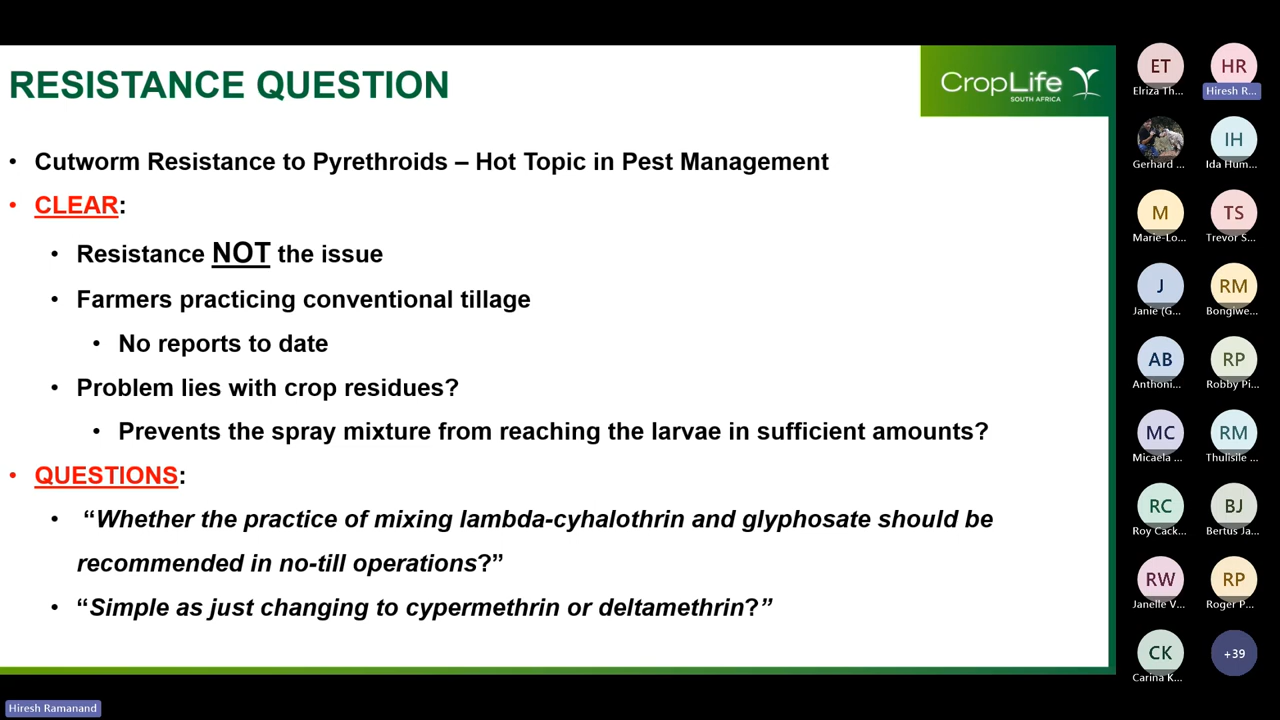 RESISTANCE QUESTION
CropLife
SOUTH AFRICA
• Cutworm Resistance to Pyrethroids – Hot Topic in Pest Management
• CLEAR:
• Resistance NOT the issue
• Farmers practicing conventional tillage
• No reports to date
• Problem lies with crop residues?
• Prevents the spray mixture from reaching the larvae in sufficient amounts?
• QUESTIONS:
• “Whether the practice of mixing lambda-cyhalothrin and glyphosate should be
recommended in no-till operations?”
• “Simple as just changing to cypermethrin or deltamethrin?”
ET
HR
Elriza Th...
Hiresh R...
IH
Gerhard ...
Ida Hum...
M
TS
Marie-Lo...
Trevor S...
J
RM
Janie (G...
Bongiwe...
AB
RP
Anthoni...
Robby Pi...
MC
RM
Micaela ...
Thulisile ...
RC
BJ
Roy Cack...
Bertus Ja...
RW
RP
Janelle V...
Roger P...
CK
+39
Carina K...
Hiresh Ramanand